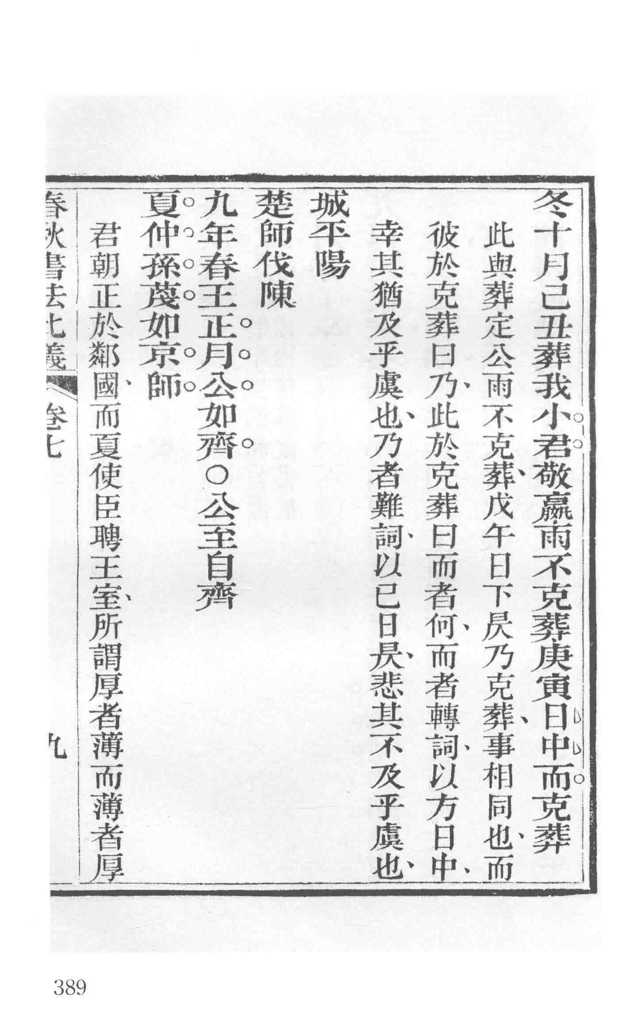 冬十月己丑葬我小君敬嬴雨不克葬庚寅日中而克葬
此與葬定公雨不克葬、戊午日下昃乃克葬、事相同也、而
彼於克葬曰乃、此於克葬曰而者何、而者轉詞、以方日中、
幸其猶及乎虞也、乃者難詞、以己日昃、悲其不及乎虞也、
城平陽
楚師伐陳
九年春王正月公如齊○公至自齊
夏仲孫蔑如京師
君朝正於鄰國、而夏使臣聘王室、所謂厚者薄而薄者厚
春秋書法比義 卷七 九
389